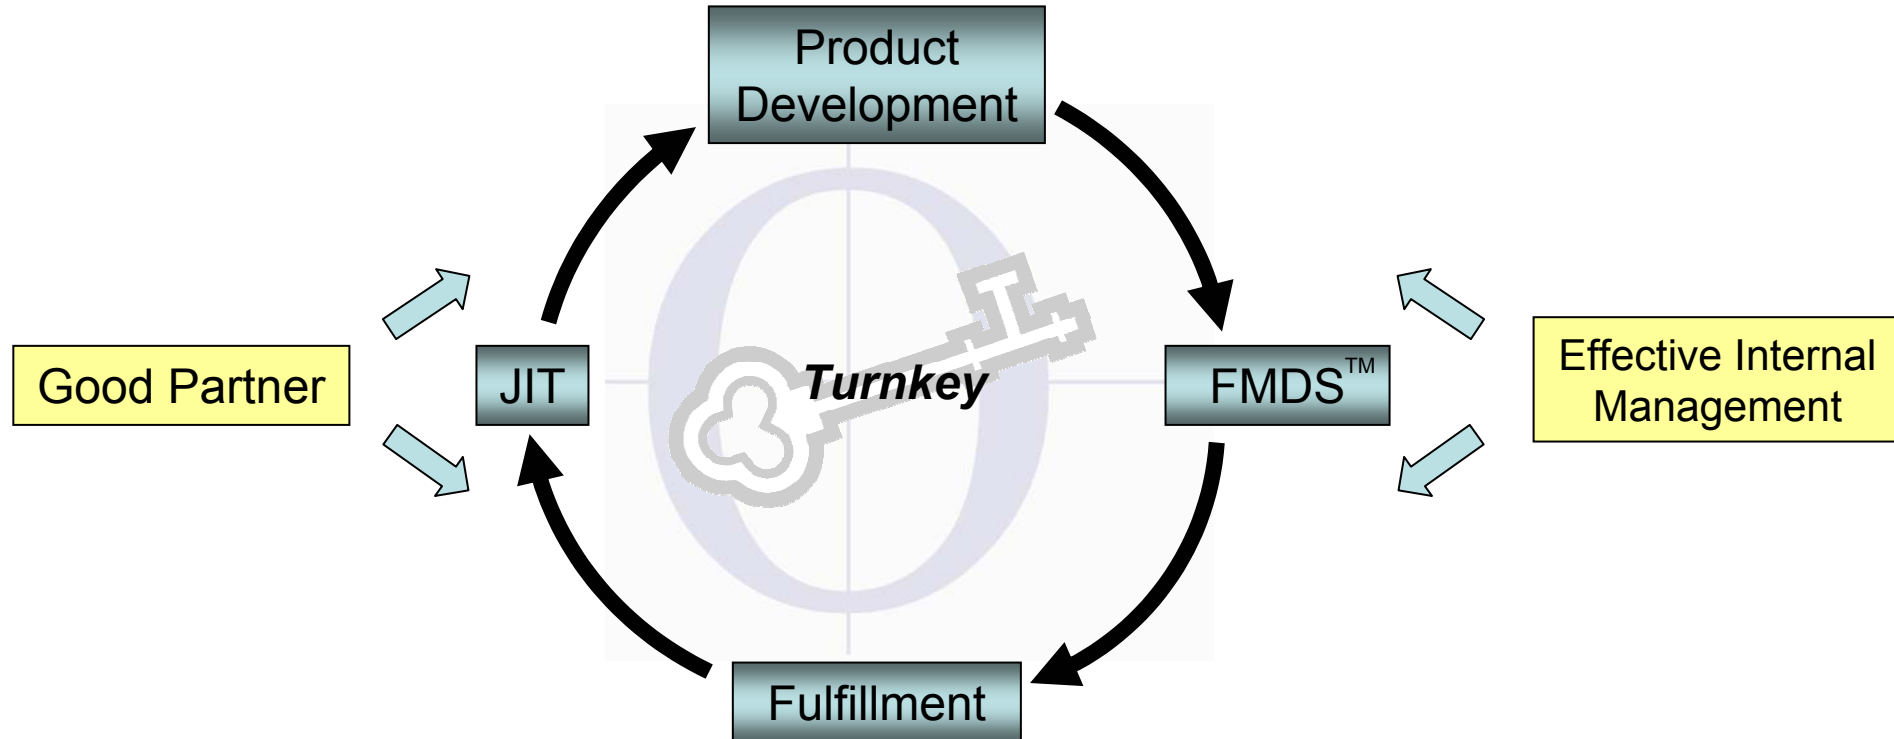 Product
Development
Good Partner
JIT
Turnkey
FMDS™
Effective Internal
Management
Fulfillment